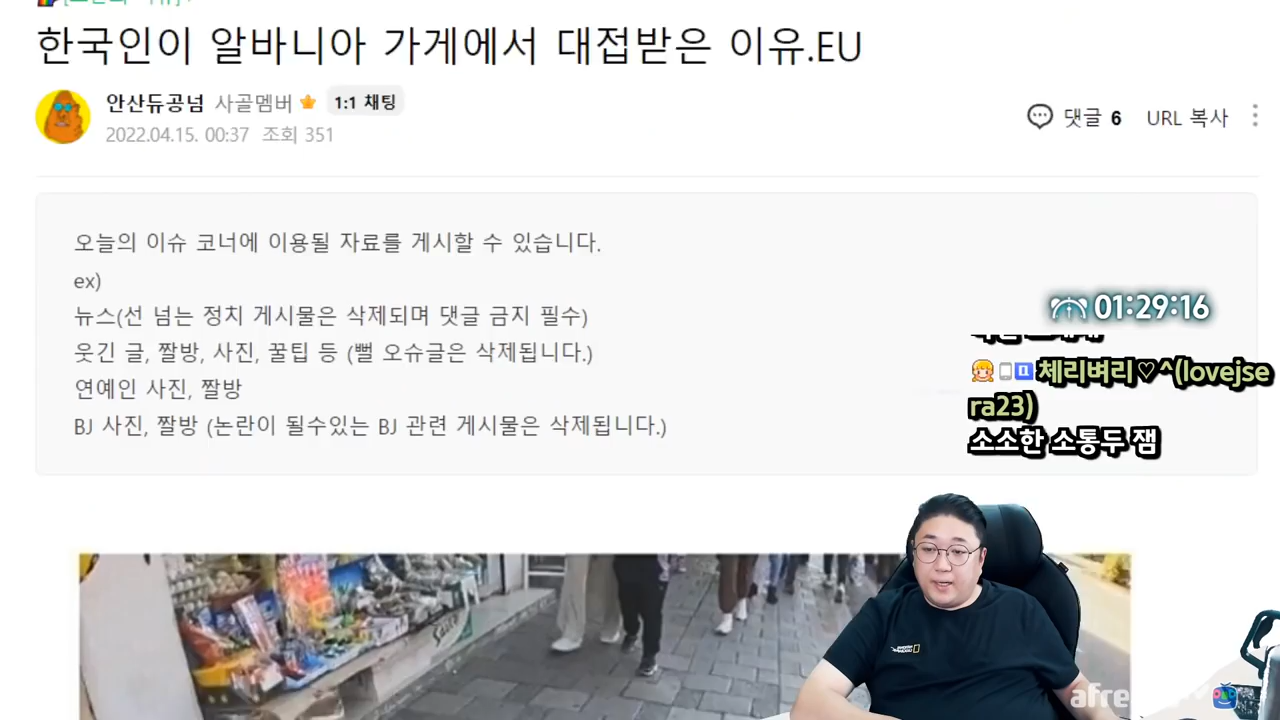 한국인이 알바니아 가게에서 대접받은 이유.EU
안산듀공넘 사골멤버 1:1 채팅
2022.04.15. 00:37 조회 351
댓글 6 URL 복사
오늘의 이슈 코너에 이용될 자료를 게시할 수 있습니다.
ex)
뉴스(선 넘는 정치 게시물은 삭제되며 댓글 금지 필수)
웃긴 글, 짤방, 사진, 꿀팁 등 (뻘 오슈글은 삭제됩니다.)
연예인 사진, 짤방
BJ 사진, 짤방 (논란이 될수있는 BJ 관련 게시물은 삭제됩니다.)
01:29:16
체리벼리♡^(lovejse
ra23)
소소한 소통두 잼
afre